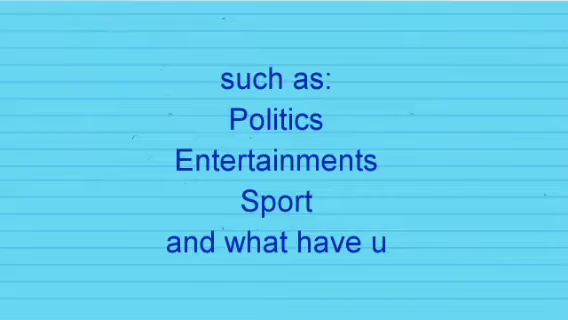 such as:
Politics
Entertainments
Sport
and what have u